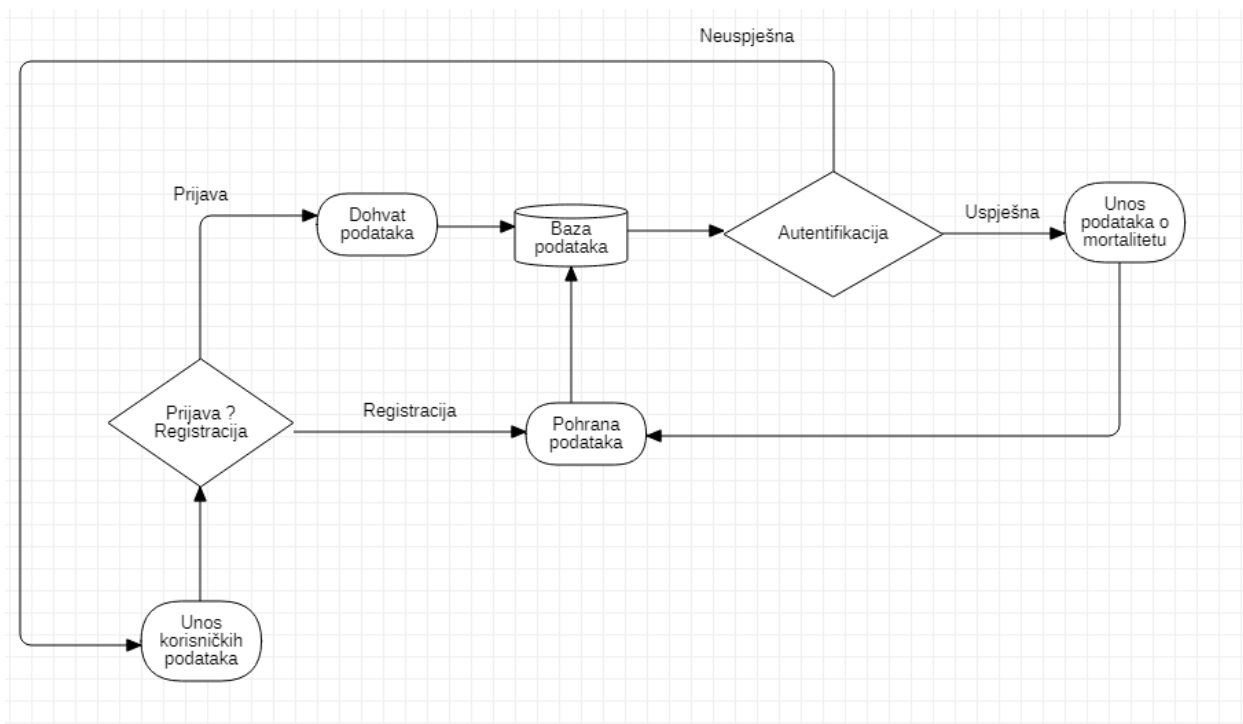 Neuspješna
Prijava
Dohvat
podataka
Baza
podataka
Autentifikacija
Uspješna
Unos
podataka o
mortalitetu
Prijava ?
Registracija
Registracija
Pohrana
podataka
Unos
korisničkih
podataka